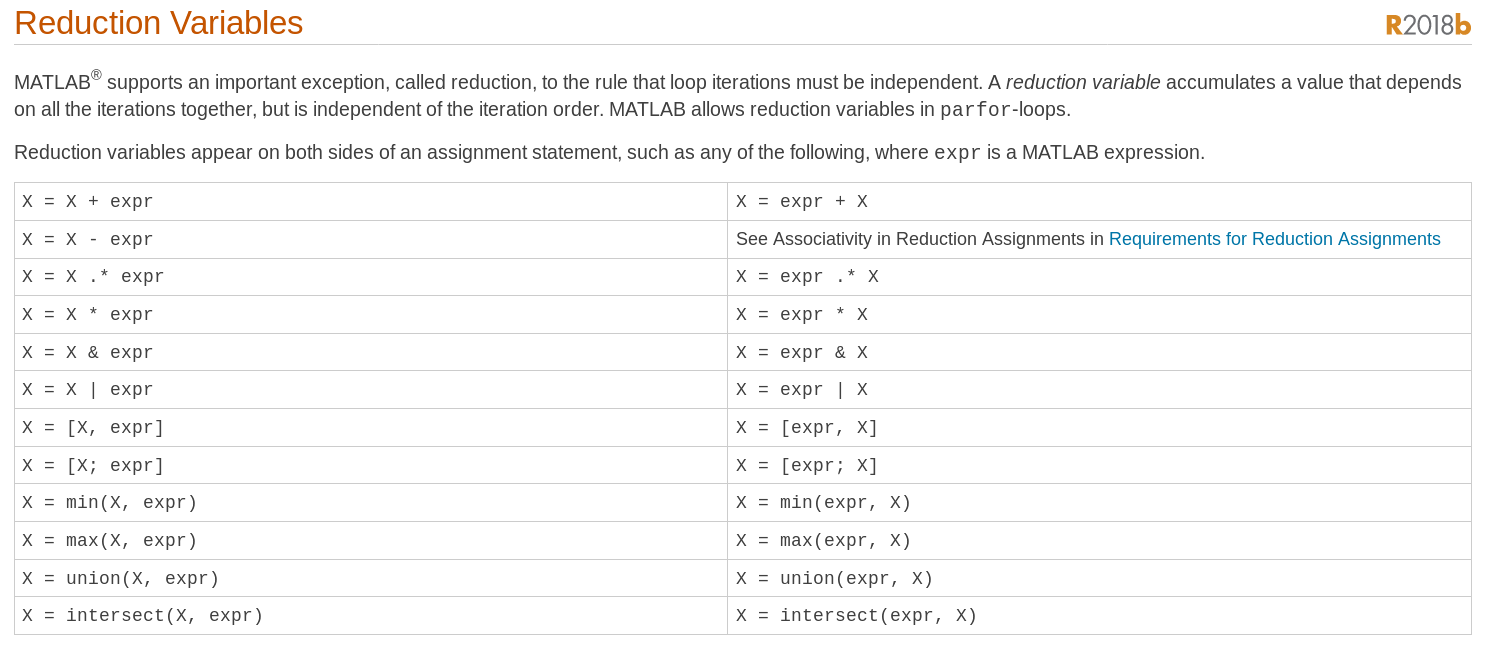 Reduction Variables
R2018b
MATLAB® supports an important exception, called reduction, to the rule that loop iterations must be independent. A reduction variable accumulates a value that depends
on all the iterations together, but is independent of the iteration order. MATLAB allows reduction variables in parfor-loops.
Reduction variables appear on both sides of an assignment statement, such as any of the following, where expr is a MATLAB expression.
X = X + expr
X = expr + X
X = X - expr
See Associativity in Reduction Assignments in Requirements for Reduction Assignments
X = X .* expr
X = expr .* X
X = X * expr
X = expr * X
X = X & expr
X = expr & X
X = X | expr
X = expr | X
X = [X, expr]
X = [expr, X]
X = [X; expr]
X = [expr; X]
X = min(X, expr)
X = min(expr, X)
X = max(X, expr)
X = max(expr, X)
X = union(X, expr)
X = union(expr, X)
X = intersect(X, expr)
X = intersect(expr, X)